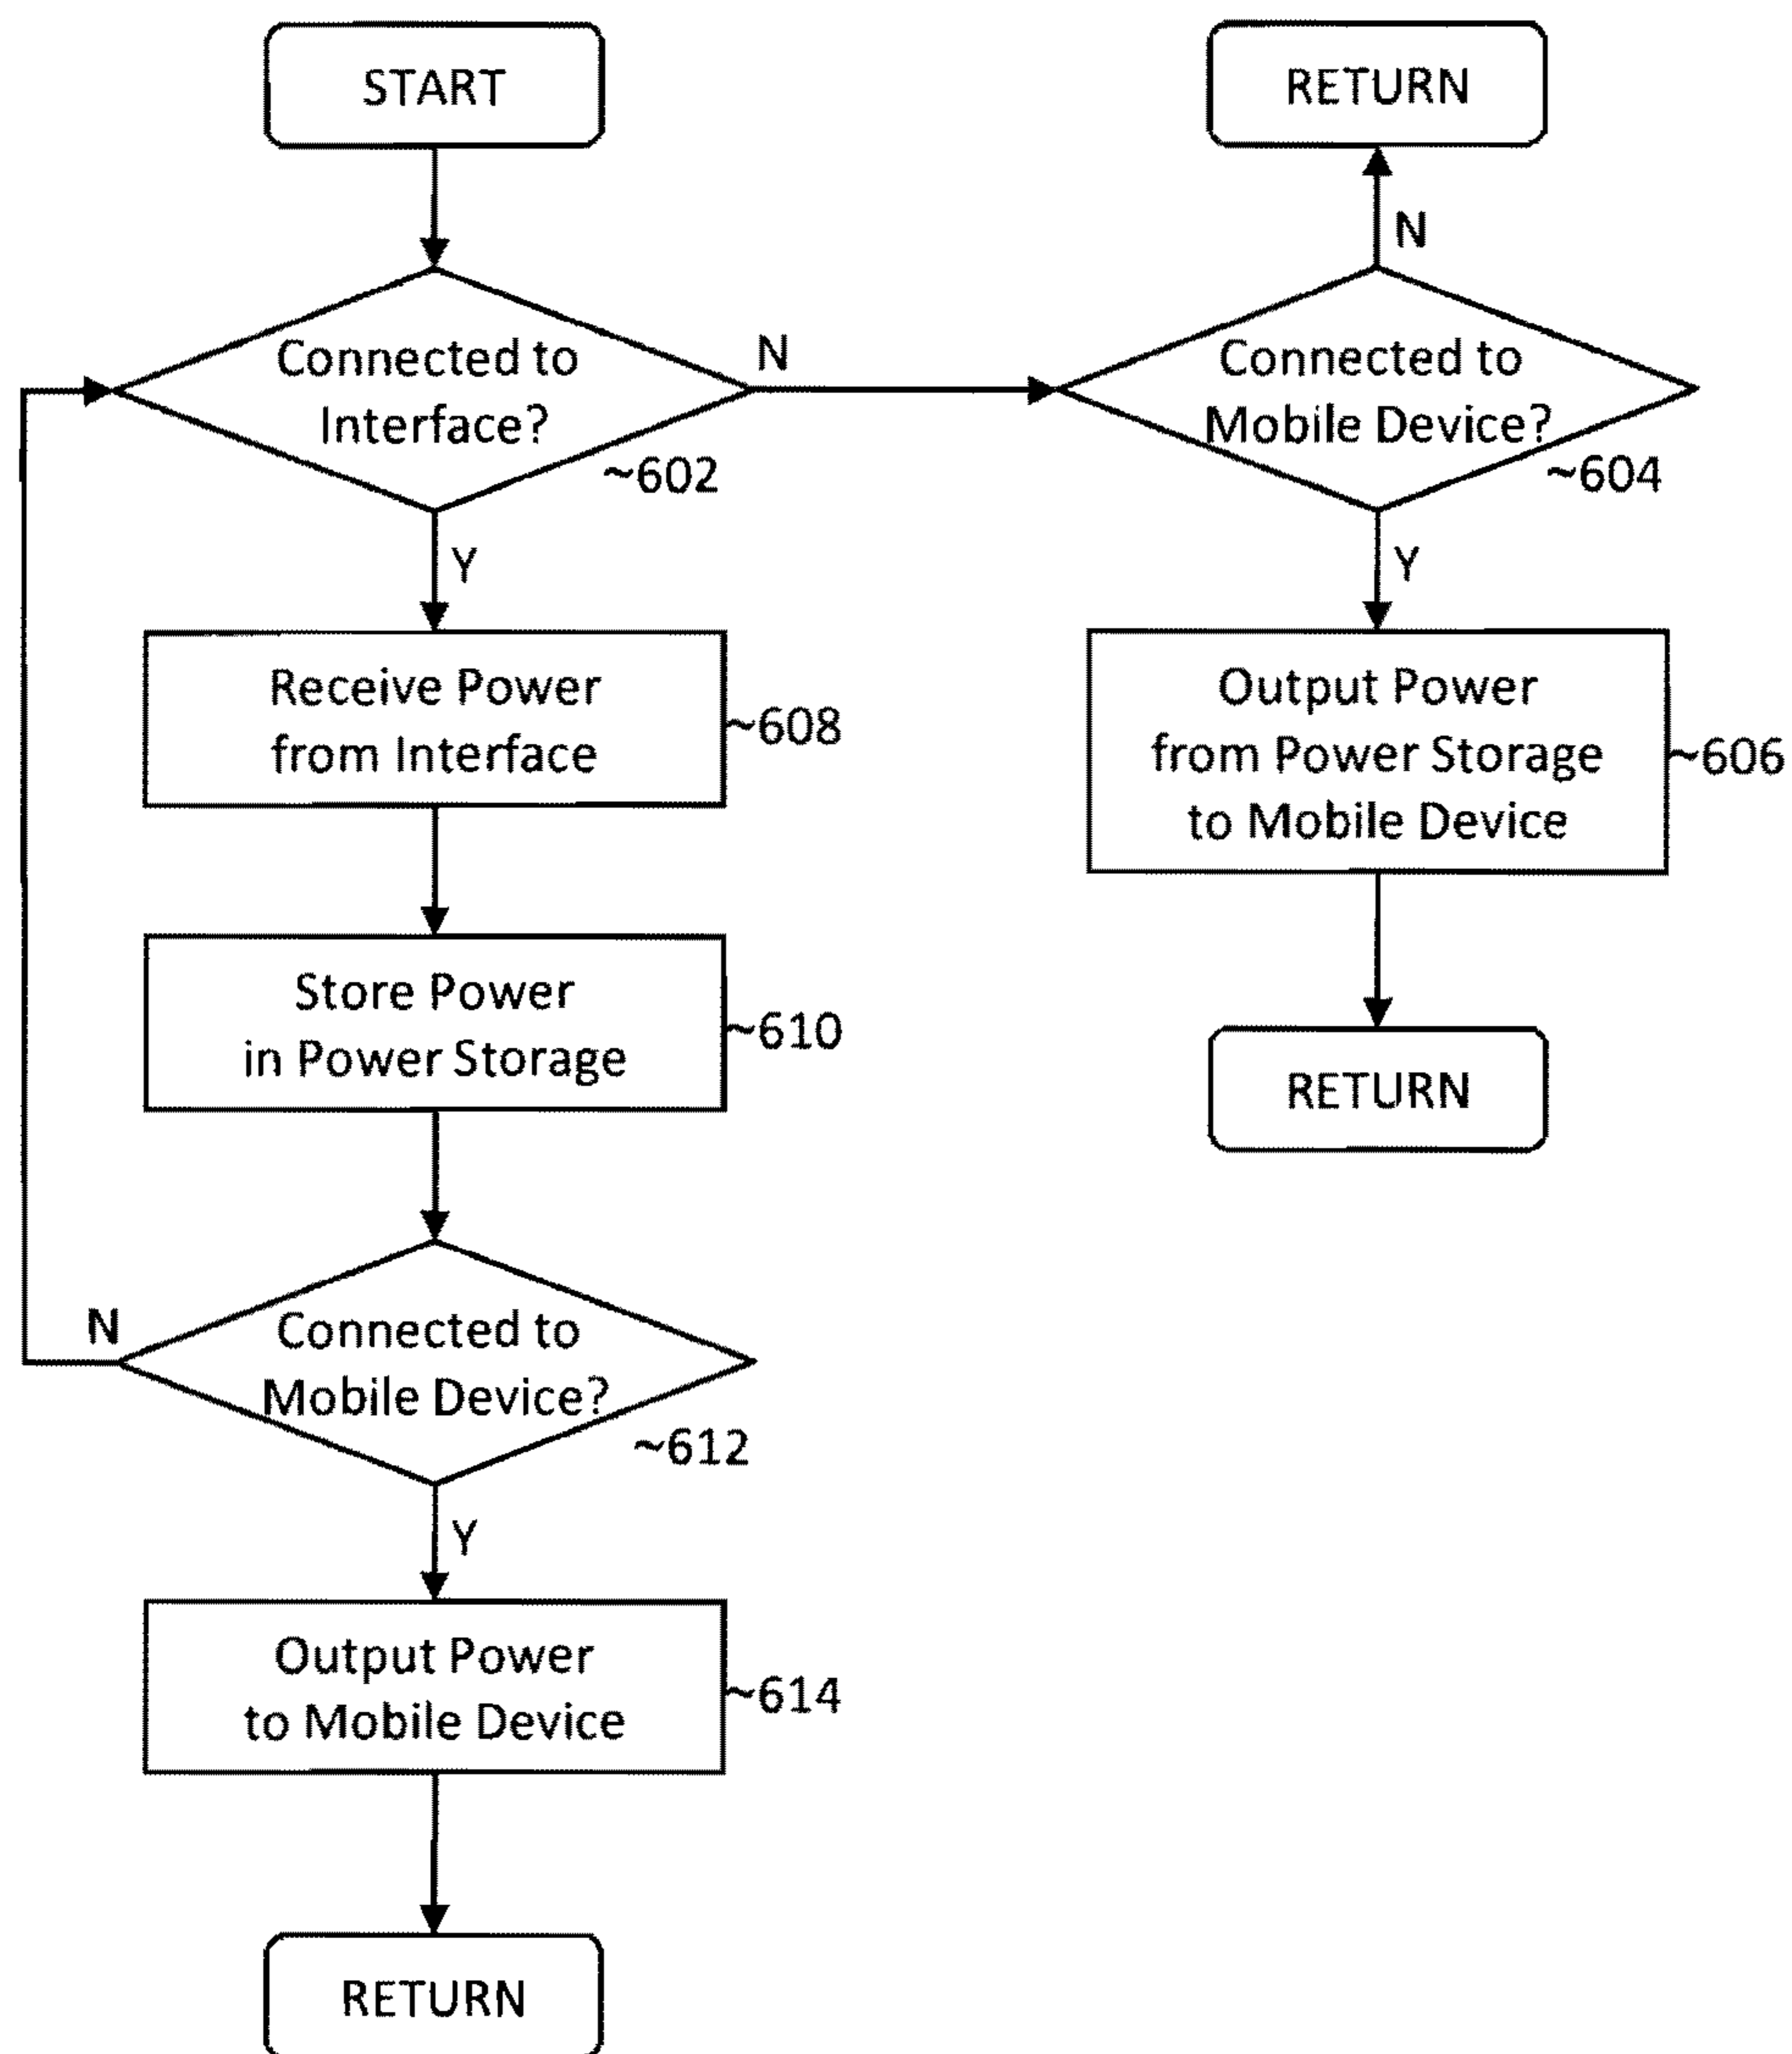 START
Connected to
Interface?
~602
N
Y
Receive Power
from Interface
~608
Store Power
in Power Storage
~610
Connected to
Mobile Device?
~612
N
Y
Output Power
to Mobile Device
~614
RETURN
RETURN
N
Connected to
Mobile Device?
~604
Y
Output Power
from Power Storage
to Mobile Device
~606
RETURN